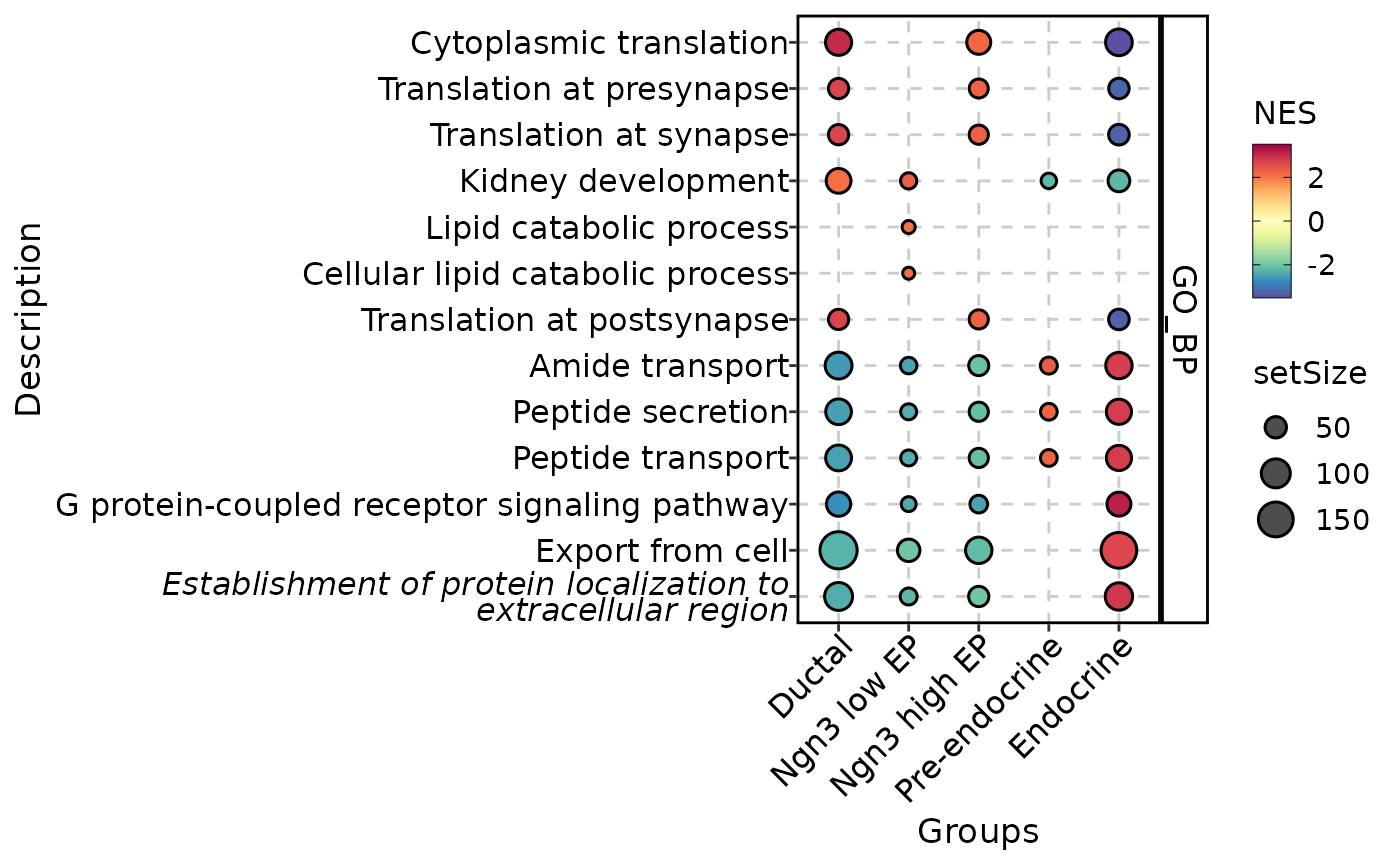 Description
Cytoplasmic translation
Translation at presynapse
Translation at synapse
Kidney development
Lipid catabolic process
Cellular lipid catabolic process
Translation at postsynapse
Amide transport
Peptide secretion
Peptide transport
G protein-coupled receptor signaling pathway
Export from cell
Establishment of protein localization to
extracellular region
Ductal
Ngn3 low EP
Ngn3 high EP
Pre-endocrine
Endocrine
Groups
GO_BP
NES
2
0
-2
setSize
50
100
150